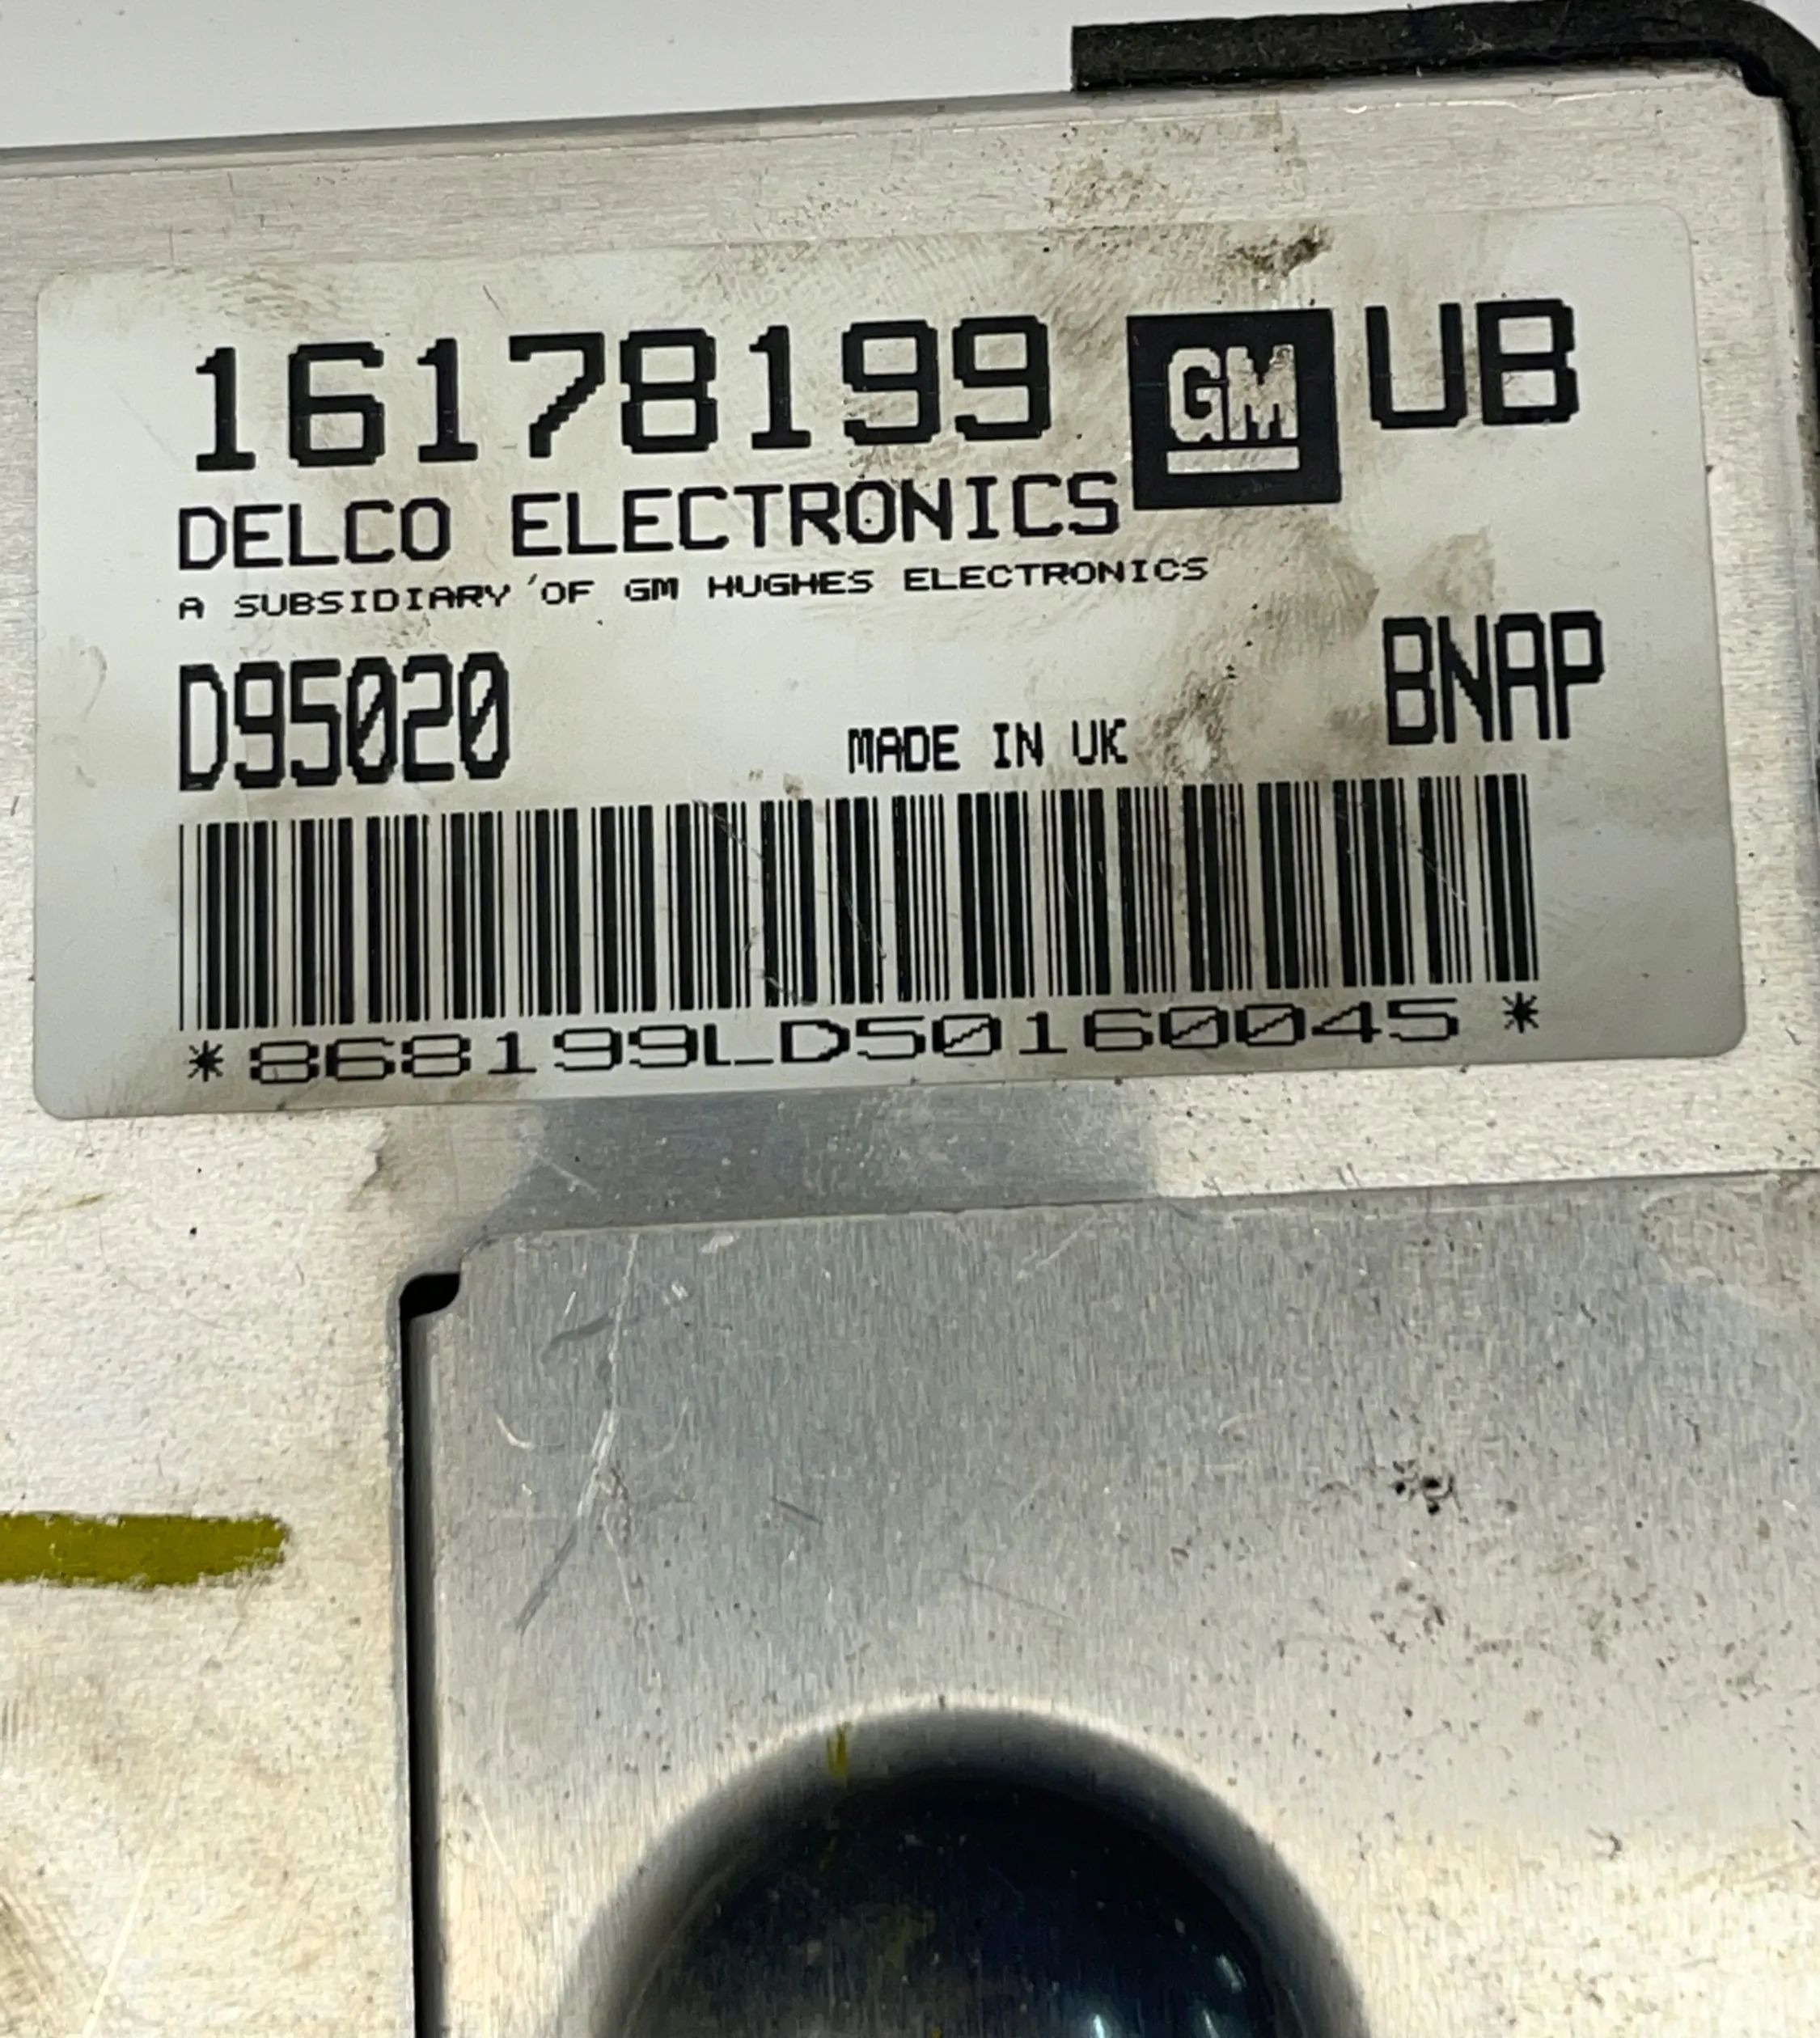 16178199 GM UB
DELCO ELECTRONICS
A SUBSIDIARY OF GM HUGHES ELECTRONICS
D95020 MADE IN UK BNAP
*868199LD50160045*